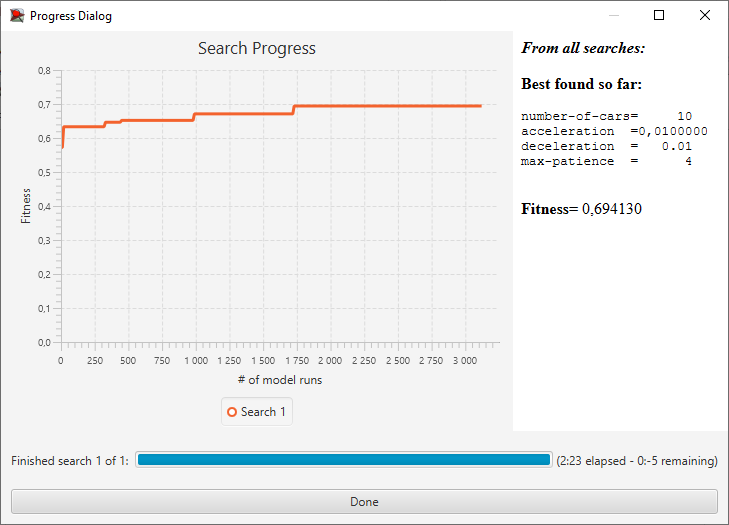 Progress Dialog
Search Progress
From all searches:
Best found so far:
number-of-cars=     10
acceleration  =0,0100000
deceleration  =   0.01
max-patience  =      4
Fitness= 0,694130
0,8
0,7
0,6
0,5
0,4
0,3
0,2
0,1
0,0
Fitness
0 250 500 750 1 000 1 250 1 500 1 750 2 000 2 250 2 500 2 750 3 000
# of model runs
Search 1
Finished search 1 of 1: (2:23 elapsed - 0:-5 remaining)
Done